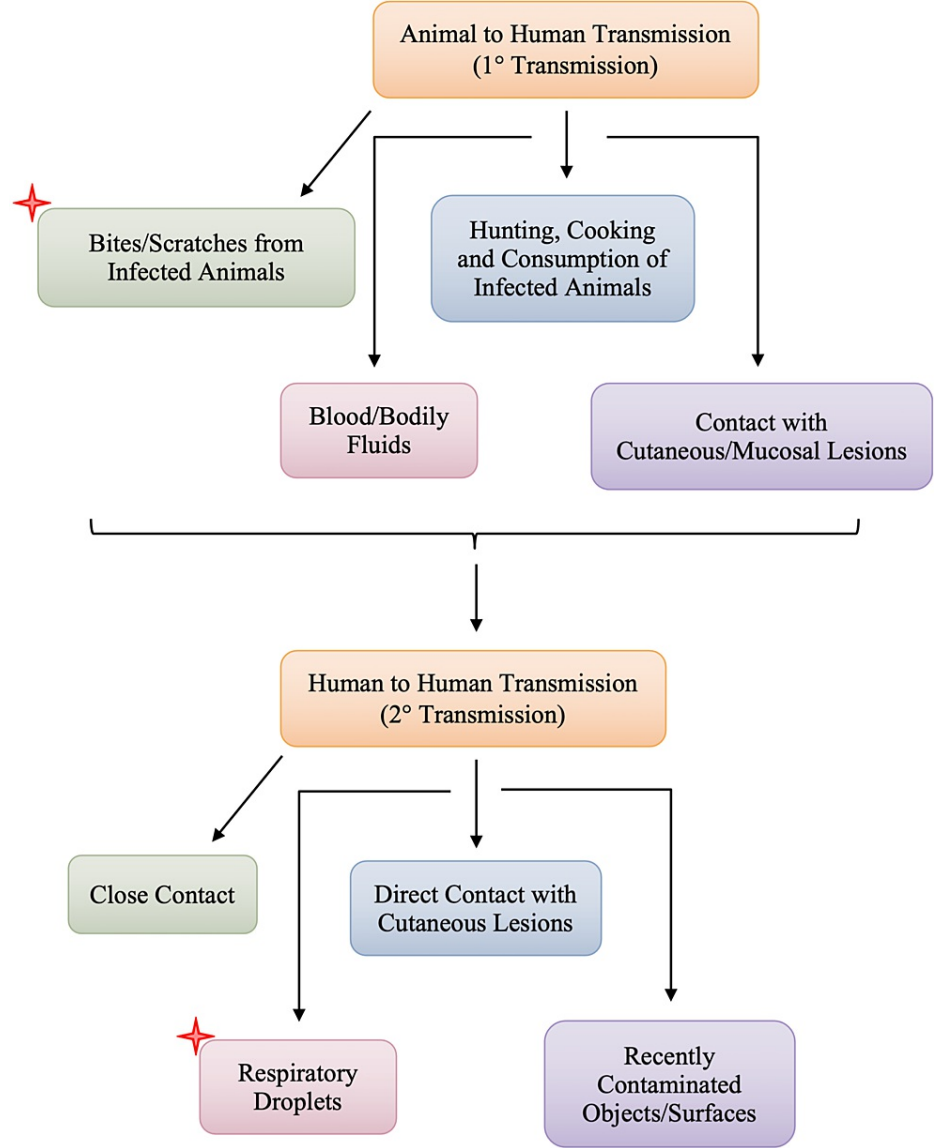 Animal to Human Transmission
(1° Transmission)
Bites/Scratches from
Infected Animals
Hunting, Cooking
and Consumption of
Infected Animals
Blood/Bodily
Fluids
Contact with
Cutaneous/Mucosal Lesions
Human to Human Transmission
(2° Transmission)
Close Contact
Direct Contact with
Cutaneous Lesions
Respiratory
Droplets
Recently
Contaminated
Objects/Surfaces